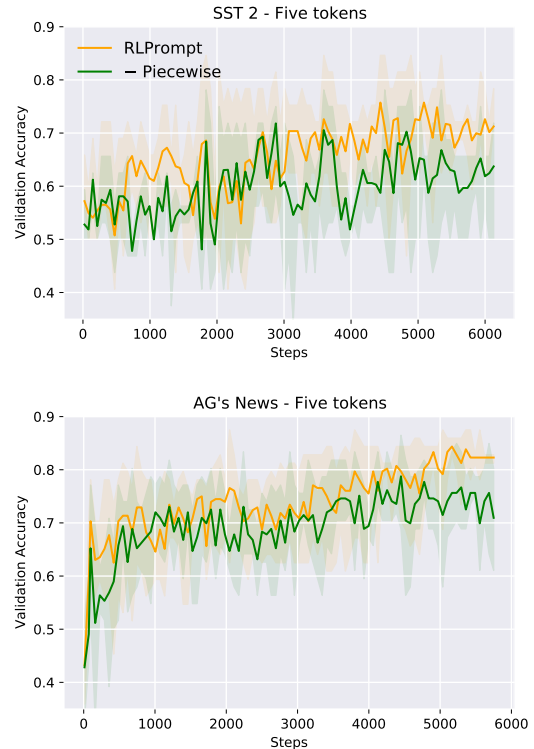 SST 2 - Five tokens
RLPrompt
− Piecewise
Validation Accuracy
0.9
0.8
0.7
0.6
0.5
0.4
0 1000 2000 3000 4000 5000 6000
Steps
AG's News - Five tokens
Validation Accuracy
0.9
0.8
0.7
0.6
0.5
0.4
0 1000 2000 3000 4000 5000 6000
Steps